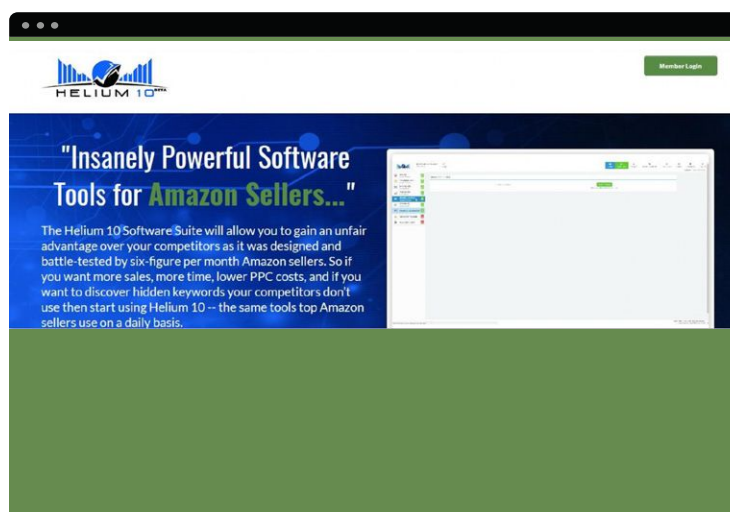 Member Login
HELIUM 10 BETA
"Insanely Powerful Software
Tools for Amazon Sellers..."
The Helium 10 Software Suite will allow you to gain an unfair
advantage over your competitors as it was designed and
battle-tested by six-figure per month Amazon sellers. So if
you want more sales, more time, lower PPC costs, and if you
want to discover hidden keywords your competitors don't
use then start using Helium 10 -- the same tools top Amazon
sellers use on a daily basis.